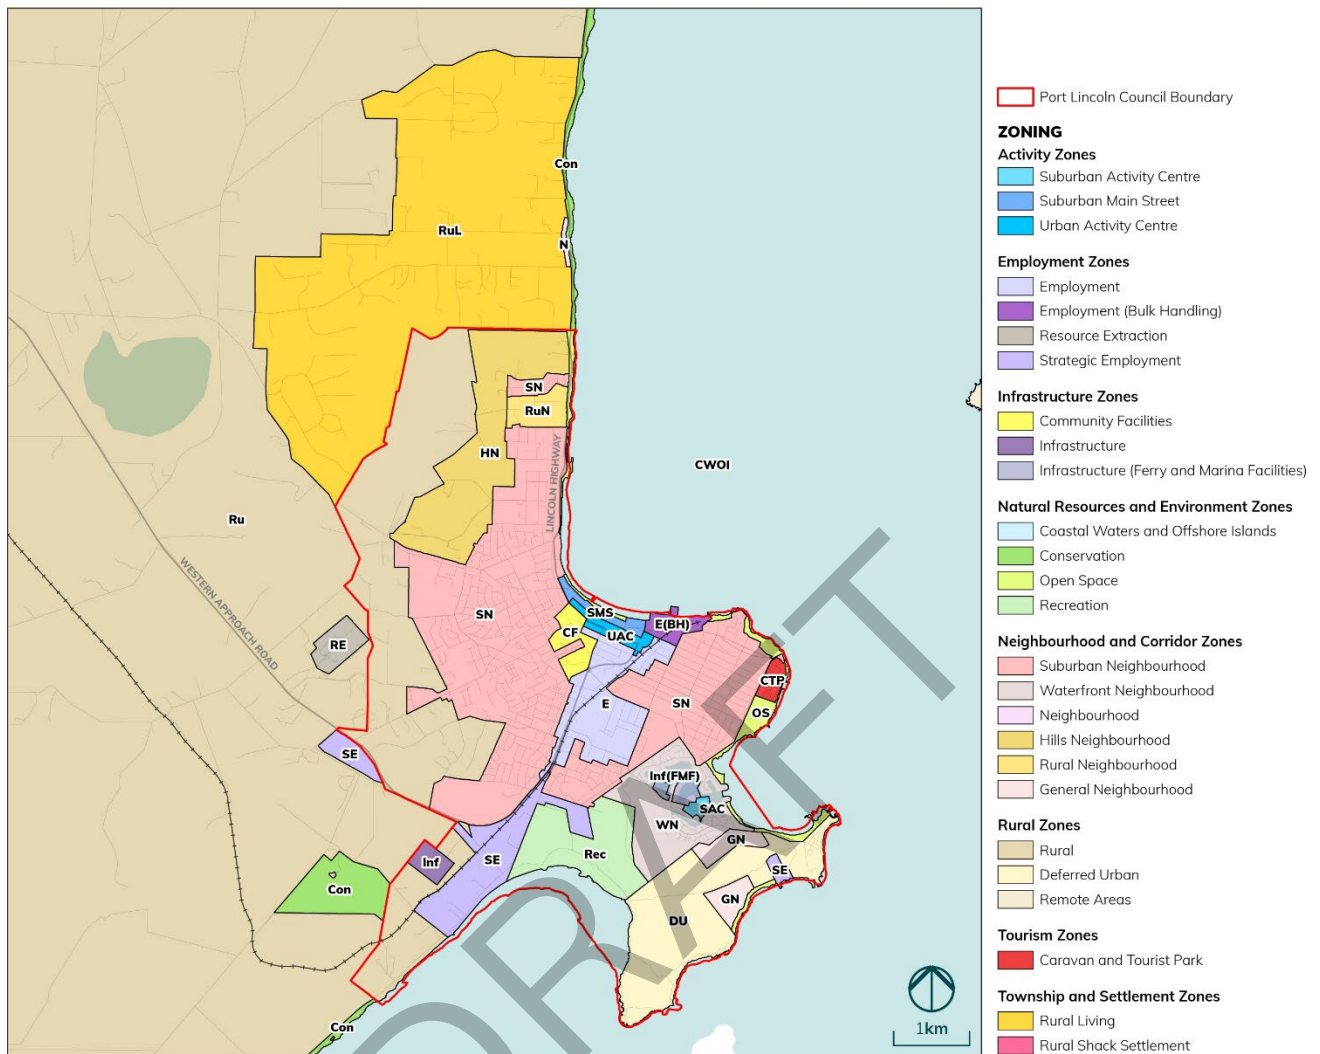 Port Lincoln Council Boundary
ZONING
Activity Zones
Suburban Activity Centre
Suburban Main Street
Urban Activity Centre
Employment Zones
Employment
Employment (Bulk Handling)
Resource Extraction
Strategic Employment
Infrastructure Zones
Community Facilities
Infrastructure
Infrastructure (Ferry and Marina Facilities)
Natural Resources and Environment Zones
Coastal Waters and Offshore Islands
Conservation
Open Space
Recreation
Neighbourhood and Corridor Zones
Suburban Neighbourhood
Waterfront Neighbourhood
Neighbourhood
Hills Neighbourhood
Rural Neighbourhood
General Neighbourhood
Rural Zones
Rural
Deferred Urban
Remote Areas
Tourism Zones
Caravan and Tourist Park
Township and Settlement Zones
Rural Living
Rural Shack Settlement
Con
RuL
N
SN
RuN
HN
LINCOLN HIGHWAY
CWOI
Ru
WESTERN APPROACH ROAD
SN
SMS
E(BH)
CF
UAC
RE
CTP
E
SN
OS
SE
Inf(FMF)
SAC
WN
GN
Rec
SE
Inf
SE
Con
GN
DU
Con
1km
DRAFT